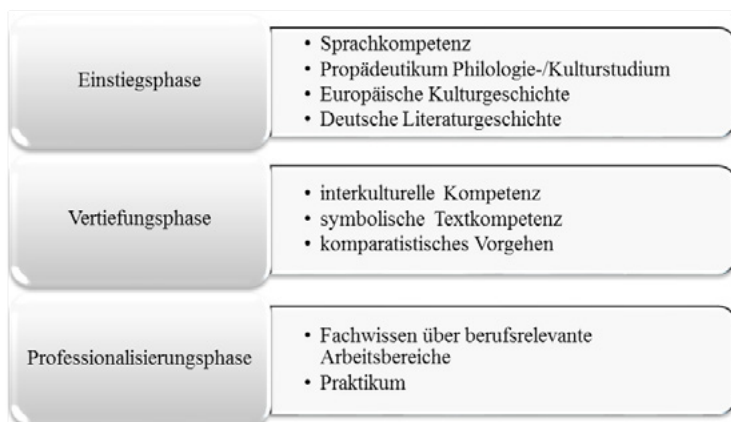 Einstiegsphase
• Sprachkompetenz
• Propädeutikum Philologie-/Kulturstudium
• Europäische Kulturgeschichte
• Deutsche Literaturgeschichte
Vertiefungsphase
• interkulturelle Kompetenz
• symbolische Textkompetenz
• komparatistisches Vorgehen
Professionalisierungsphase
• Fachwissen über berufsrelevante
Arbeitsbereiche
• Praktikum